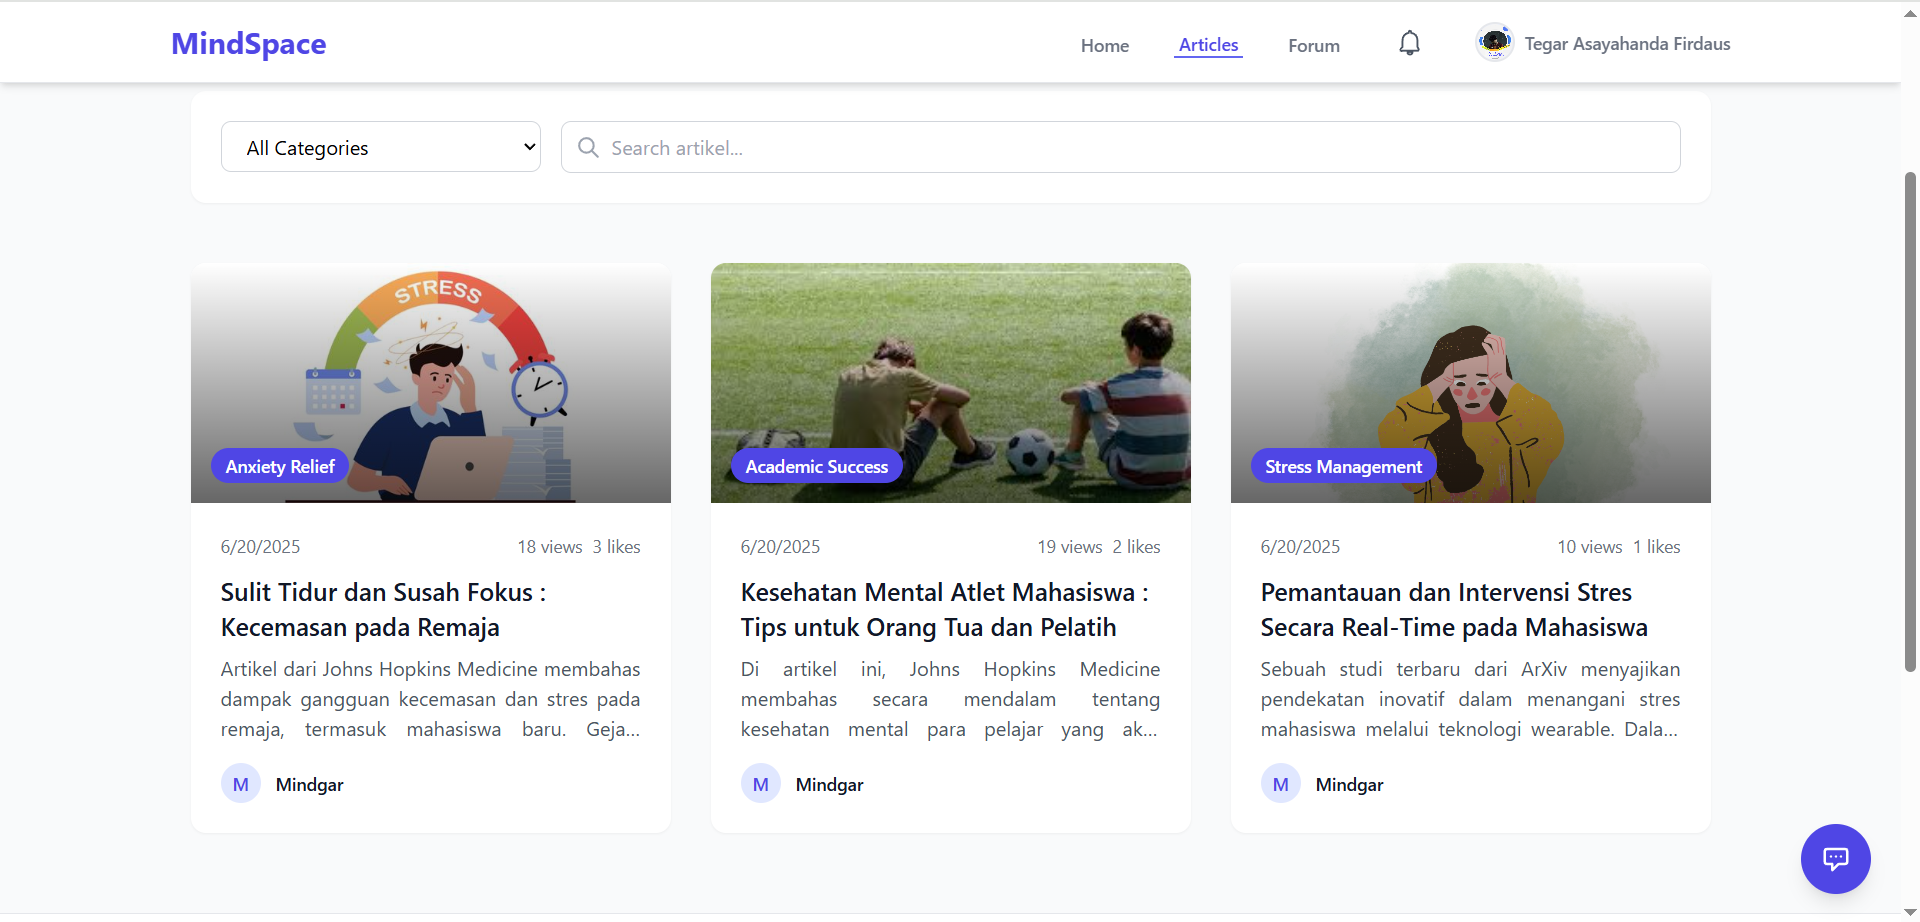 MindSpace
Home
Articles
Forum
Tegar Asayahanda Firdaus
All Categories
Search artikel...
STRESS
Anxiety Relief
6/20/2025
18 views 3 likes
Sulit Tidur dan Susah Fokus :
Kecemasan pada Remaja
Artikel dari Johns Hopkins Medicine membahas
dampak gangguan kecemasan dan stres pada
remaja, termasuk mahasiswa baru. Geja...
M
Mindgar
Academic Success
6/20/2025
19 views 2 likes
Kesehatan Mental Atlet Mahasiswa :
Tips untuk Orang Tua dan Pelatih
Di artikel ini, Johns Hopkins Medicine
membahas secara mendalam tentang
kesehatan mental para pelajar yang ak...
M
Mindgar
Stress Management
6/20/2025
10 views 1 likes
Pemantauan dan Intervensi Stres
Secara Real-Time pada Mahasiswa
Sebuah studi terbaru dari ArXiv menyajikan
pendekatan inovatif dalam menangani stres
mahasiswa melalui teknologi wearable. Dala...
M
Mindgar